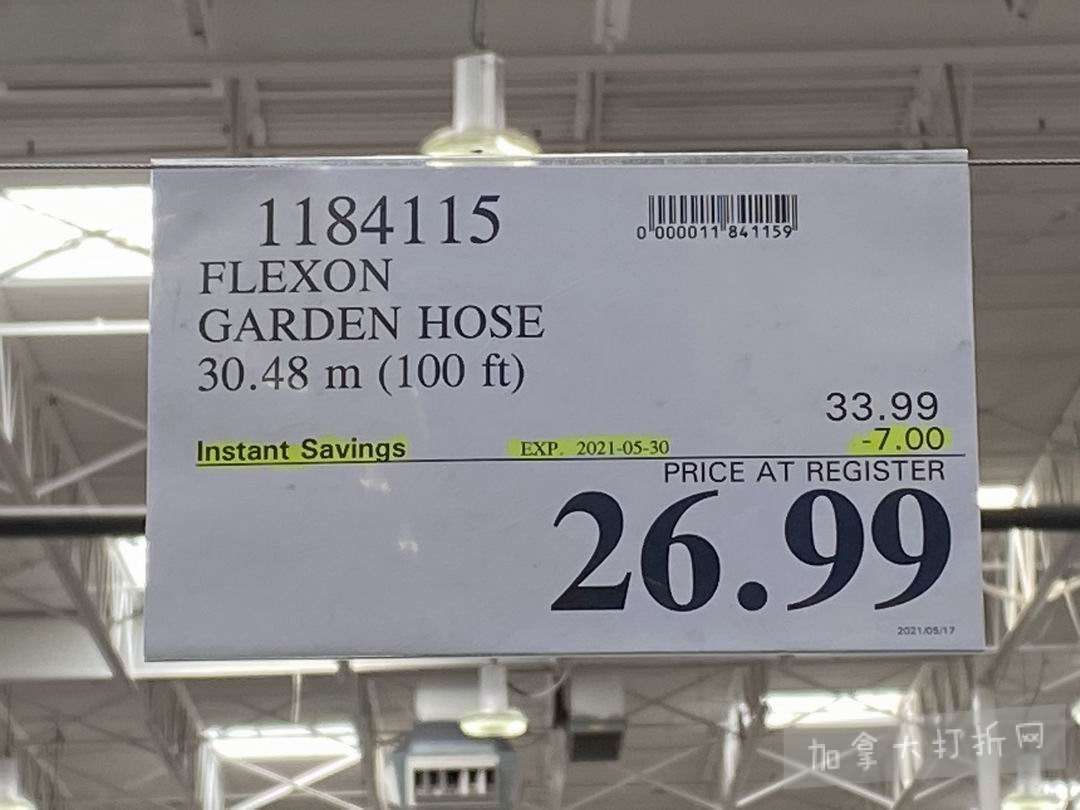 1184115
0 000011 841159
FLEXON
GARDEN HOSE
30.48 m (100 ft)
33.99
Instant Savings EXP. 2021-05-30 -7.00
PRICE AT REGISTER
26.99
2021/05/17
加拿大打折网